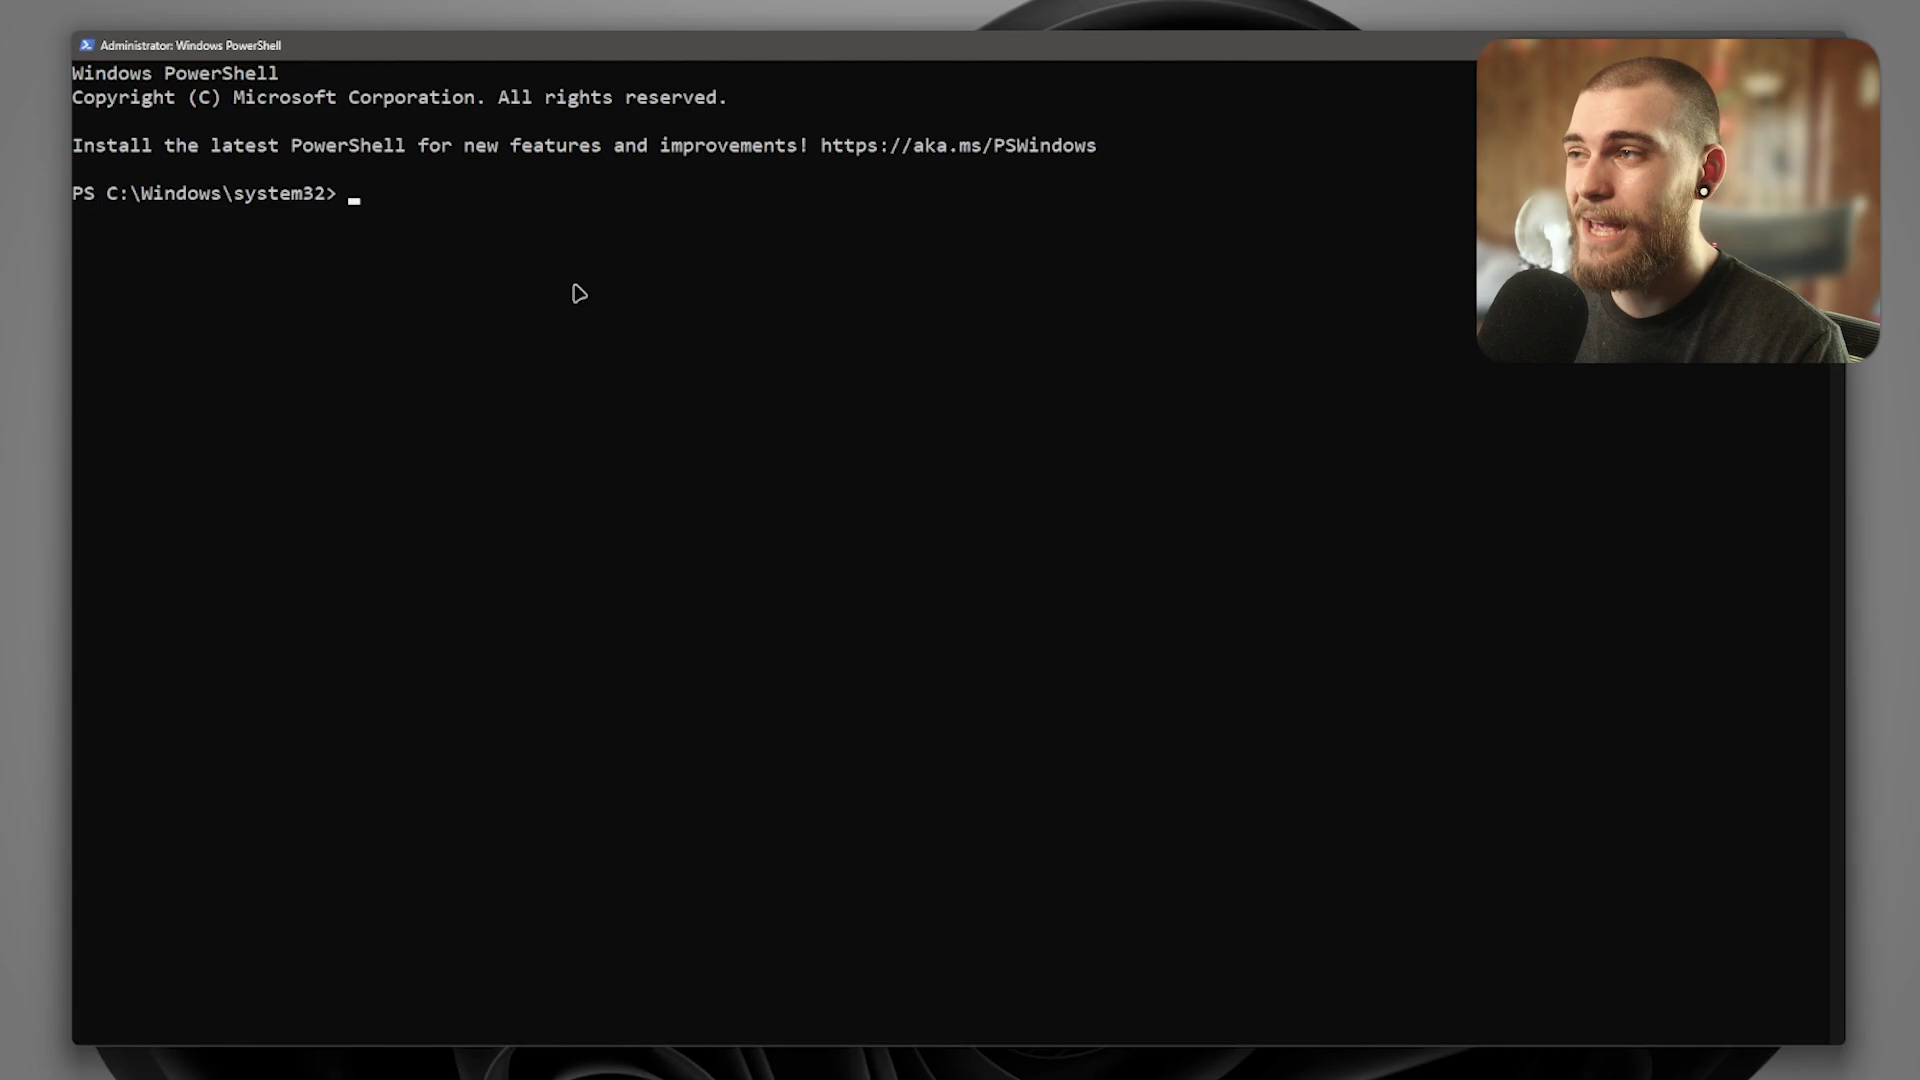 Administrator: Windows PowerShell
Windows PowerShell
Copyright (C) Microsoft Corporation. All rights reserved.
Install the latest PowerShell for new features and improvements! https://aka.ms/PSWindows
PS C:\Windows\system32>